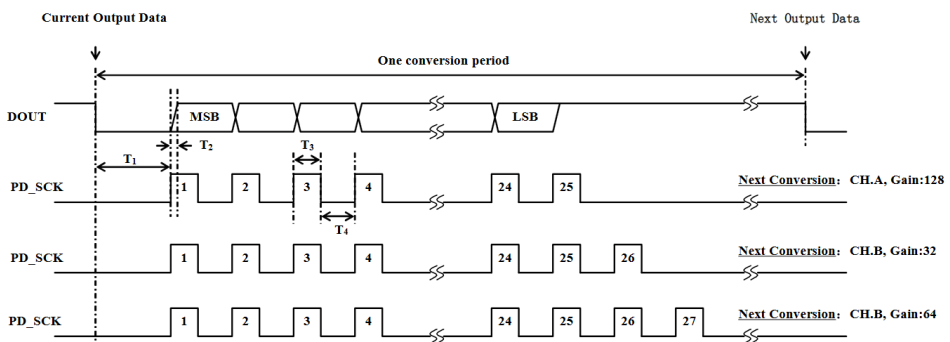 Current Output Data
Next Output Data
One conversion period
DOUT
MSB
LSB
T1
T2
T3
PD_SCK
1
2
3
4
24
25
Next Conversion: CH.A, Gain:128
T4
PD_SCK
1
2
3
4
24
25
26
Next Conversion: CH.B, Gain:32
PD_SCK
1
2
3
4
24
25
26
27
Next Conversion: CH.B, Gain:64